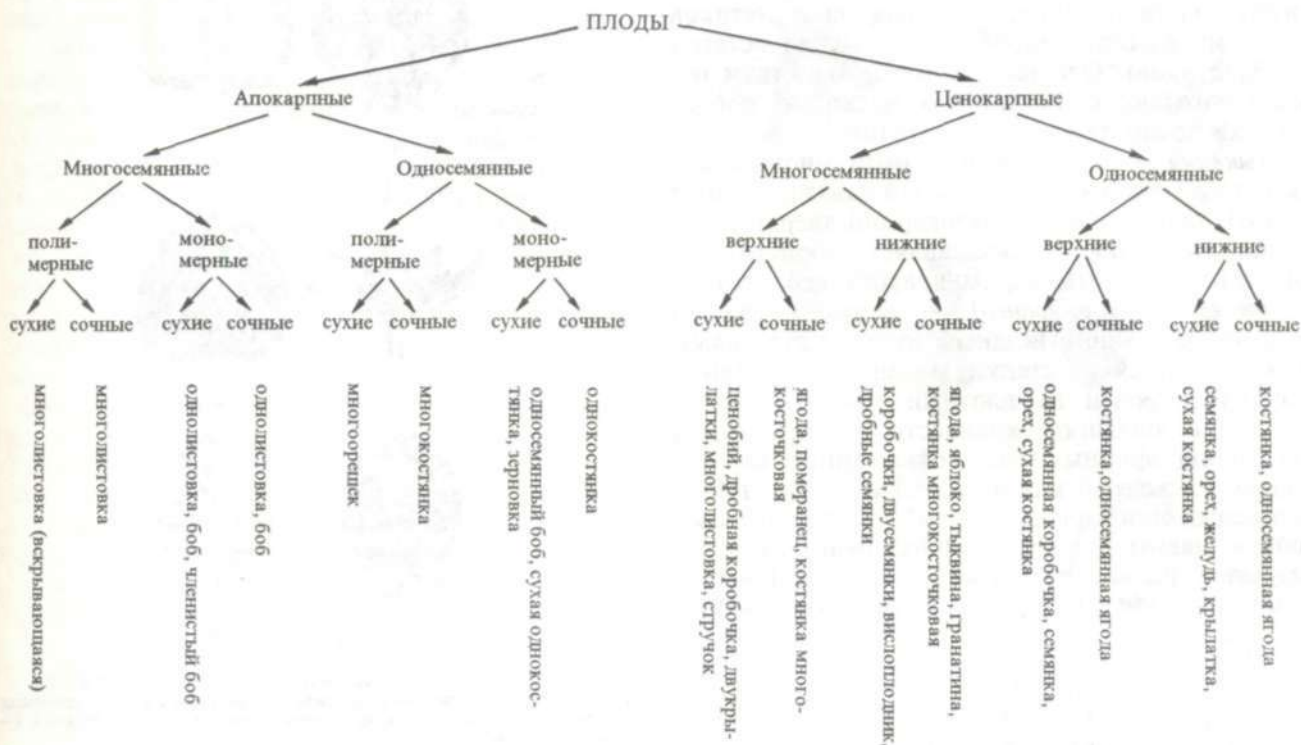 ПЛОДЫ
Апокарпные
Ценокарпные
Многосемянные
Односемянные
Многосемянные
Односемянные
поли-
мерные
моно-
мерные
поли-
мерные
моно-
мерные
верхние
нижние
верхние
нижние
сухие
сочные
сухие
сочные
сухие
сочные
сухие
сочные
сухие
сочные
сухие
сочные
сухие
сочные
сухие
сочные
многолистовка (вскрывающаяся)
многолистовка
однолистовка, боб, членистый боб
однолистовка, боб
многоорешек
многокостянка
односемянный боб, сухая однокос-
тянка, зерновка
однокостянка
ценобий, дробная коробочка, двукры-
латки, многолистовка, стручок
ягода, померанец, костянка много-
косточковая
коробочки, двусемянки, вислоплодник,
дробные семянки
ягода, яблоко, тыквина, гранатина,
костянка многокосточковая
односемянная коробочка, семянка,
орех, сухая костянка
костянка,односемянная ягода
семянка, орех, желудь, крылатка,
сухая костянка
костянка, односемянная ягода